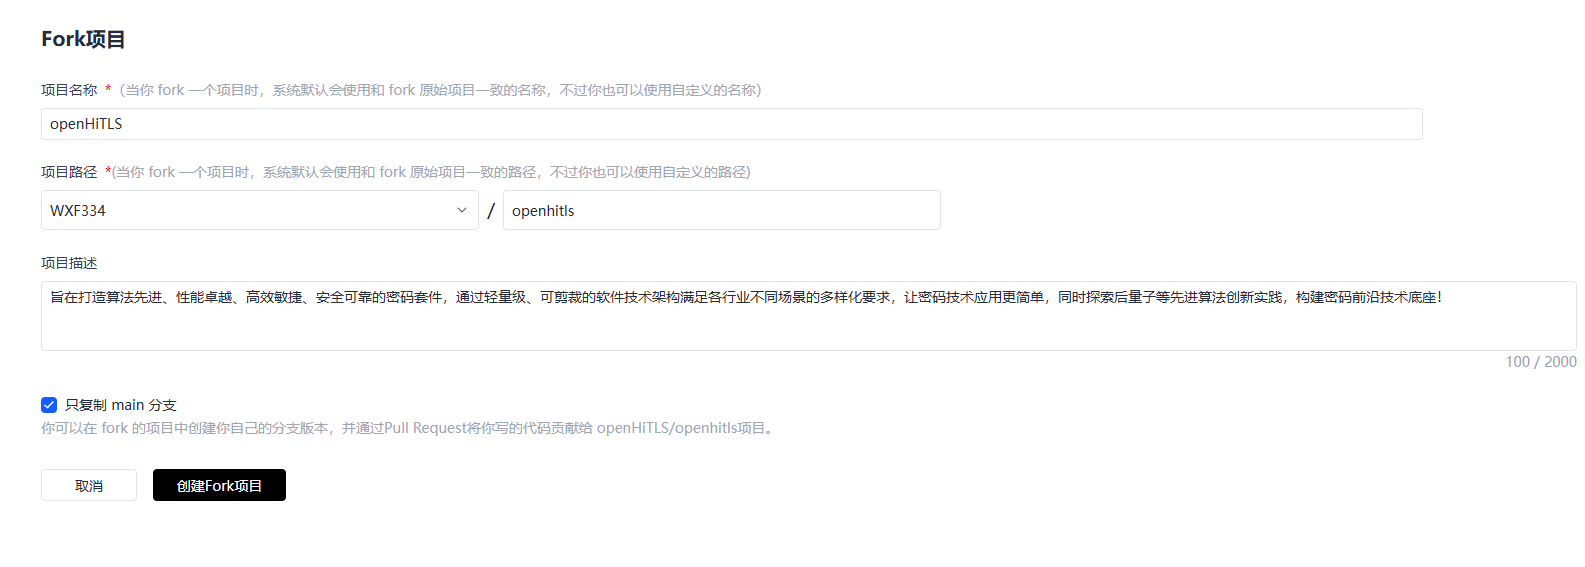 Fork项目
项目名称 *（当你 fork 一个项目时，系统默认会使用和 fork 原始项目一致的名称，不过你也可以使用自定义的名称）
openHiTLS
项目路径 *(当你 fork 一个项目时，系统默认会使用和 fork 原始项目一致的路径，不过你也可以使用自定义的路径)
WXF334 / openhitls
项目描述
旨在打造算法先进、性能卓越、高效敏捷、安全可靠的密码套件，通过轻量级、可剪裁的软件技术架构满足各行业不同场景的多样化要求，让密码技术应用更简单，同时探索后量子等先进算法创新实践，构建密码前沿技术底座！
100 / 2000
只复制 main 分支
你可以在 fork 的项目中创建你自己的分支版本，并通过Pull Request将你写的代码贡献给 openHiTLS/openhitls项目。
取消 创建Fork项目